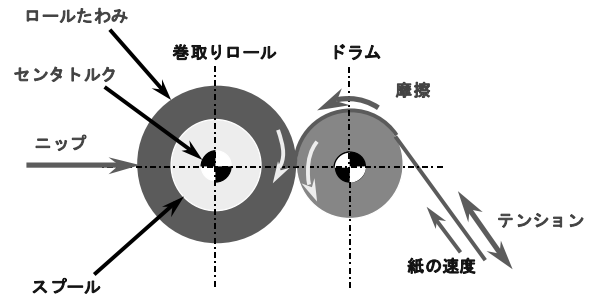 ロールたわみ
巻取りロール
ドラム
センタトルク
摩擦
ニップ
テンション
紙の速度
スプール